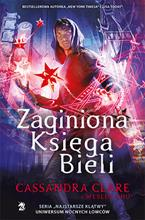 BESTSELLEROWA AUTORKA „NEW YORK TIMESA” I „USA TODAY”
Zaginiona
Księga
Bieli
CASSANDRA CLARE
SERIA „NAJSTARSZE KLĄTWY”
UNIWERSUM NOCNYCH ŁOWCÓW